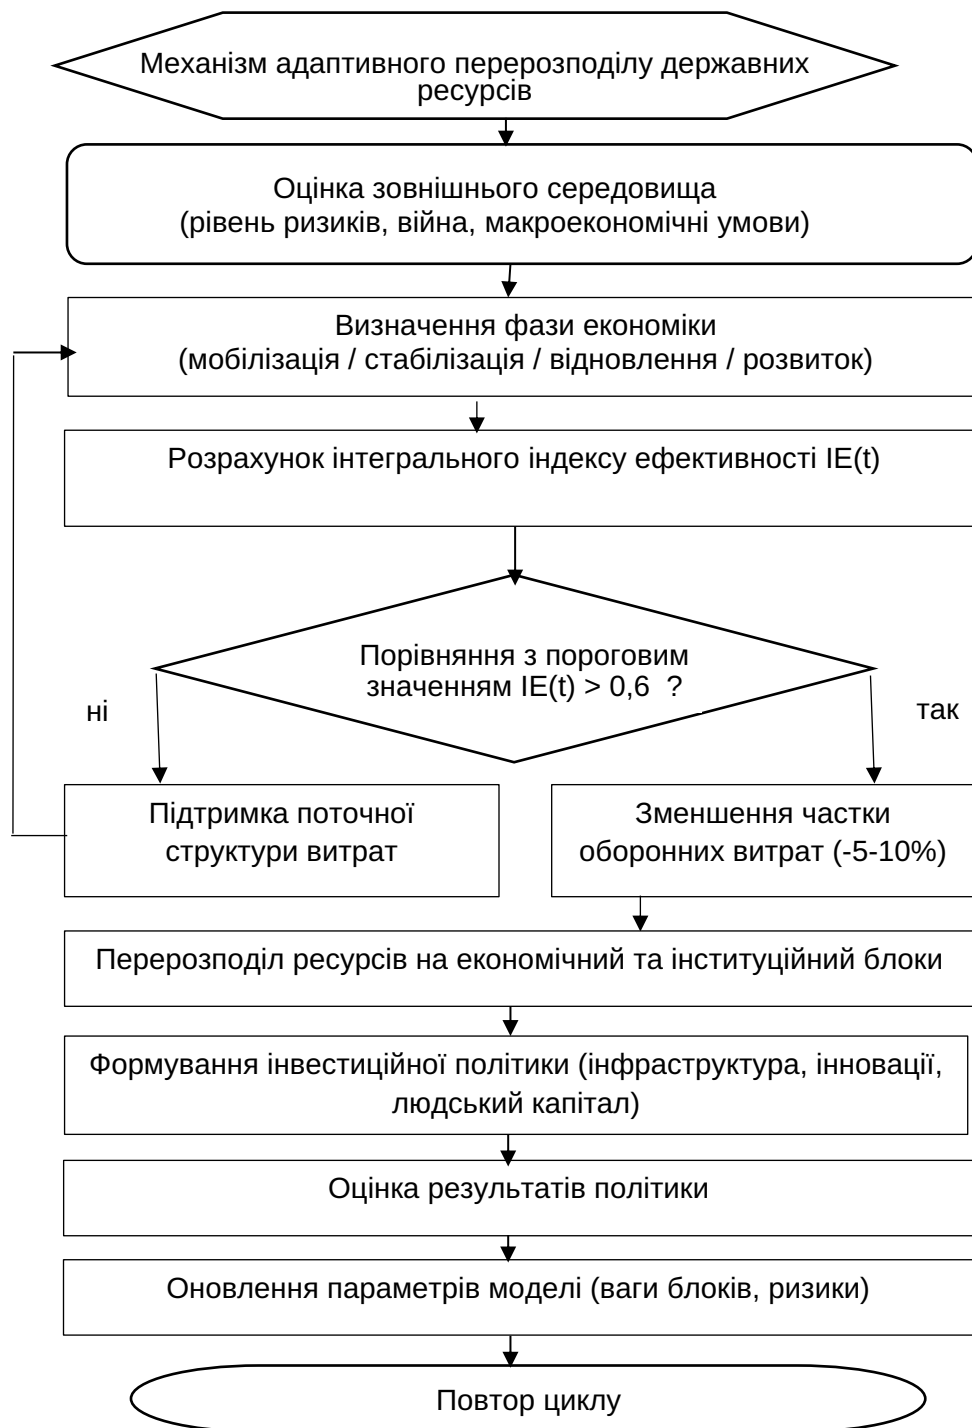 Механізм адаптивного перерозподілу державних
ресурсів
Оцінка зовнішнього середовища
(рівень ризиків, війна, макроекономічні умови)
Визначення фази економіки
(мобілізація / стабілізація / відновлення / розвиток)
Розрахунок інтегрального індексу ефективності IE(t)
Порівняння з пороговим
значенням IE(t) > 0,6 ?
ні
так
Підтримка поточної
структури витрат
Зменшення частки
оборонних витрат (-5-10%)
Перерозподіл ресурсів на економічний та інституційний блоки
Формування інвестиційної політики (інфраструктура, інновації,
людський капітал)
Оцінка результатів політики
Оновлення параметрів моделі (ваги блоків, ризики)
Повтор циклу